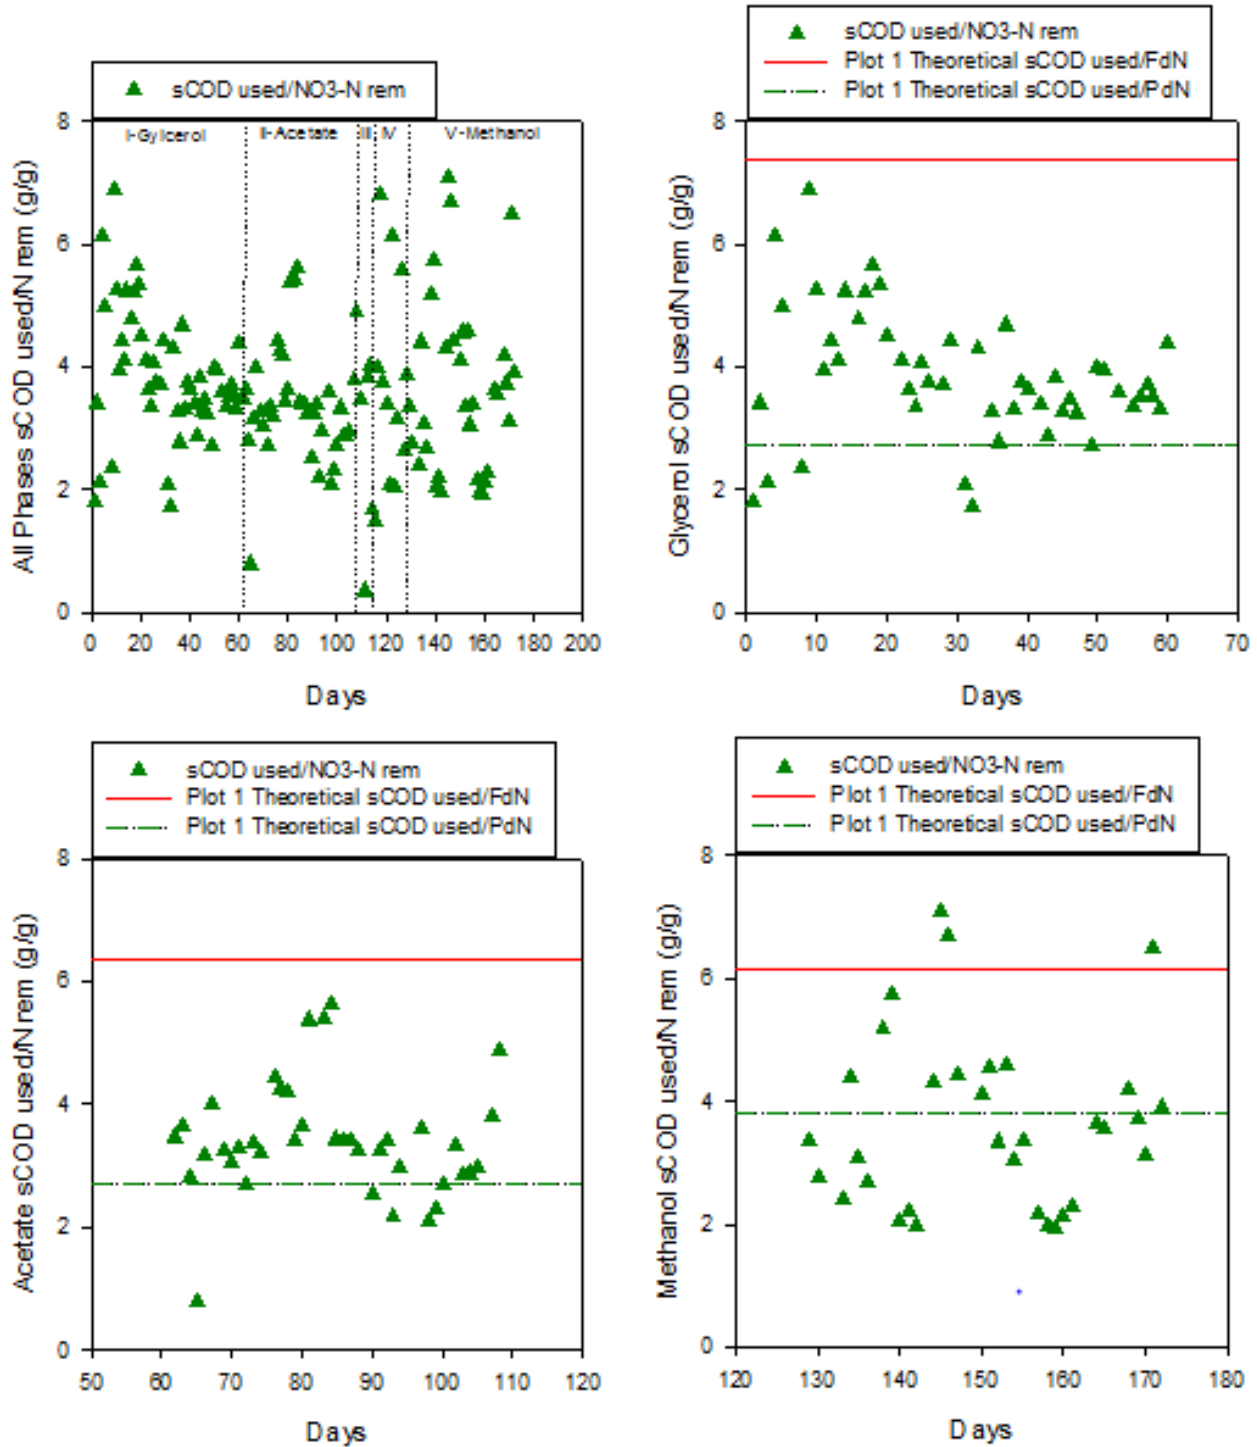 sCOD used/NO3-N rem
I-Gylcerol II-Acetate III IV V-Methanol
All Phases sCOD used/N rem (g/g)
8
6
4
2
0
0 20 40 60 80 100 120 140 160 180 200
Days
sCOD used/NO3-N rem
Plot 1 Theoretical sCOD used/FdN
Plot 1 Theoretical sCOD used/PdN
Glycerol sCOD used/N rem (g/g)
8
6
4
2
0
0 10 20 30 40 50 60 70
Days
sCOD used/NO3-N rem
Plot 1 Theoretical sCOD used/FdN
Plot 1 Theoretical sCOD used/PdN
Acetate sCOD used/N rem (g/g)
8
6
4
2
0
50 60 70 80 90 100 110 120
Days
sCOD used/NO3-N rem
Plot 1 Theoretical sCOD used/FdN
Plot 1 Theoretical sCOD used/PdN
Methanol sCOD used/N rem (g/g)
8
6
4
2
0
120 130 140 150 160 170 180
Days